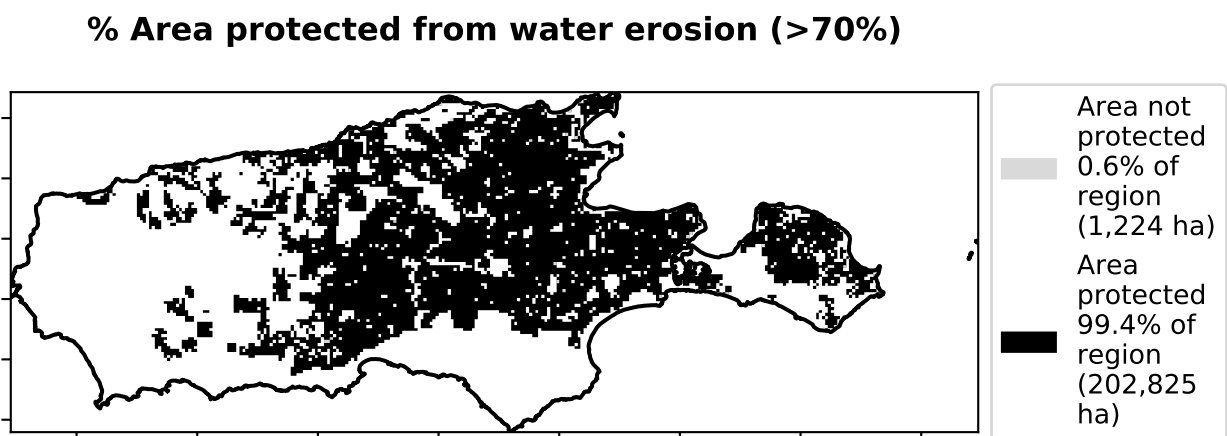 % Area protected from water erosion (>70%)
Area not
protected
0.6% of
region
(1,224 ha)
Area
protected
99.4% of
region
(202,825
ha)